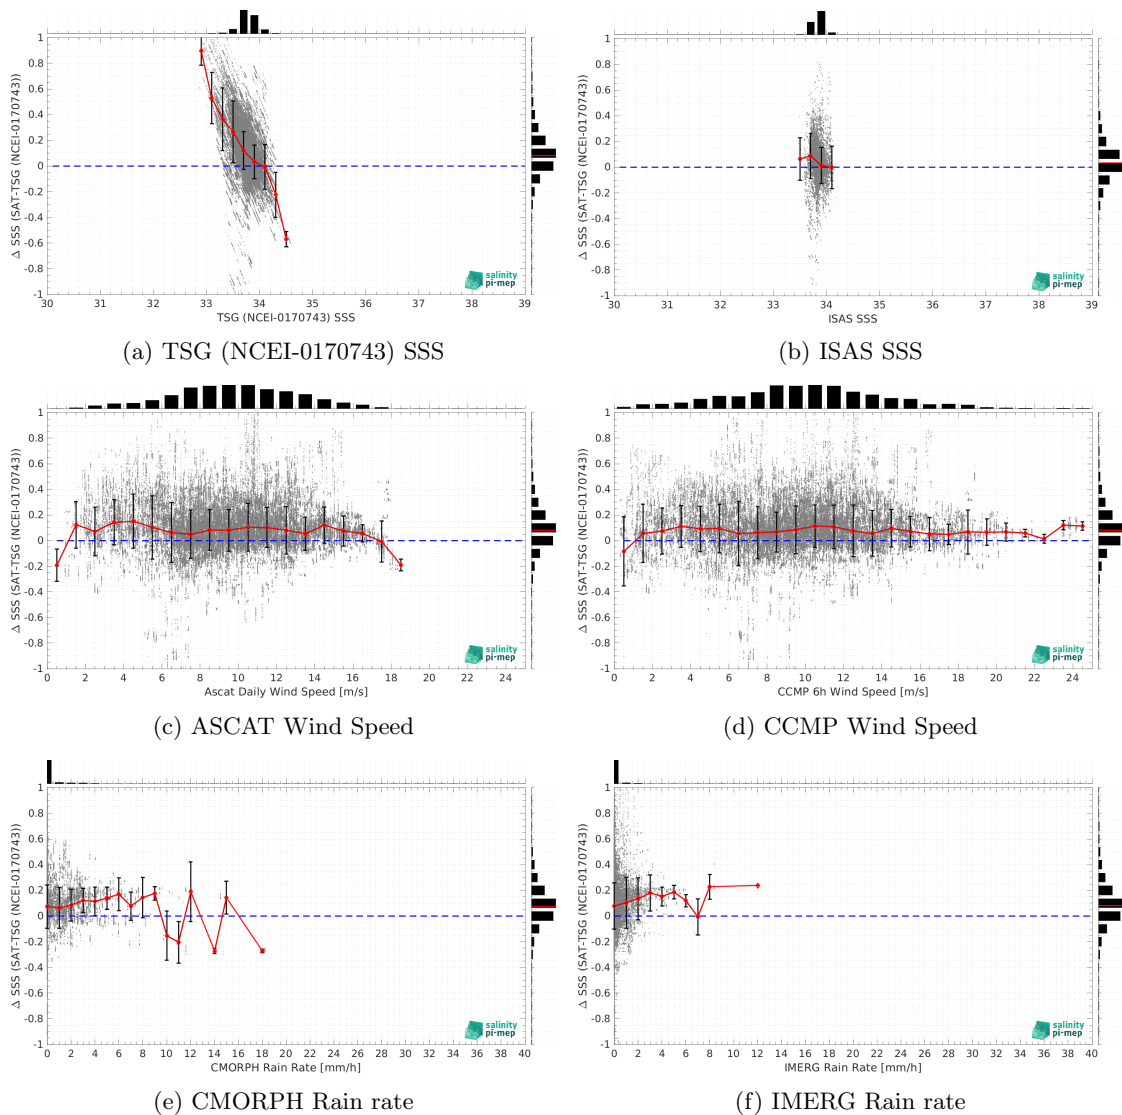 1
0.8
0.6
0.4
0.2
0
-0.2
-0.4
-0.6
-0.8
-1
Δ SSS (SAT-TSG (NCEI-0170743))
30 31 32 33 34 35 36 37 38 39
TSG (NCEI-0170743) SSS
salinity
pi-mep
(a) TSG (NCEI-0170743) SSS
1
0.8
0.6
0.4
0.2
0
-0.2
-0.4
-0.6
-0.8
-1
Δ SSS (SAT-TSG (NCEI-0170743))
30 31 32 33 34 35 36 37 38 39
ISAS SSS
salinity
pi-mep
(b) ISAS SSS
1
0.8
0.6
0.4
0.2
0
-0.2
-0.4
-0.6
-0.8
-1
Δ SSS (SAT-TSG (NCEI-0170743))
0 2 4 6 8 10 12 14 16 18 20 22 24
Ascat Daily Wind Speed [m/s]
salinity
pi-mep
(c) ASCAT Wind Speed
1
0.8
0.6
0.4
0.2
0
-0.2
-0.4
-0.6
-0.8
-1
Δ SSS (SAT-TSG (NCEI-0170743))
0 2 4 6 8 10 12 14 16 18 20 22 24
CCMP 6h Wind Speed [m/s]
salinity
pi-mep
(d) CCMP Wind Speed
1
0.8
0.6
0.4
0.2
0
-0.2
-0.4
-0.6
-0.8
-1
Δ SSS (SAT-TSG (NCEI-0170743))
0 2 4 6 8 10 12 14 16 18 20 22 24 26 28 30 32 34 36 38 40
CMORPH Rain Rate [mm/h]
salinity
pi-mep
(e) CMORPH Rain rate
1
0.8
0.6
0.4
0.2
0
-0.2
-0.4
-0.6
-0.8
-1
Δ SSS (SAT-TSG (NCEI-0170743))
0 2 4 6 8 10 12 14 16 18 20 22 24 26 28 30 32 34 36 38 40
IMERG Rain Rate [mm/h]
salinity
pi-mep
(f) IMERG Rain rate